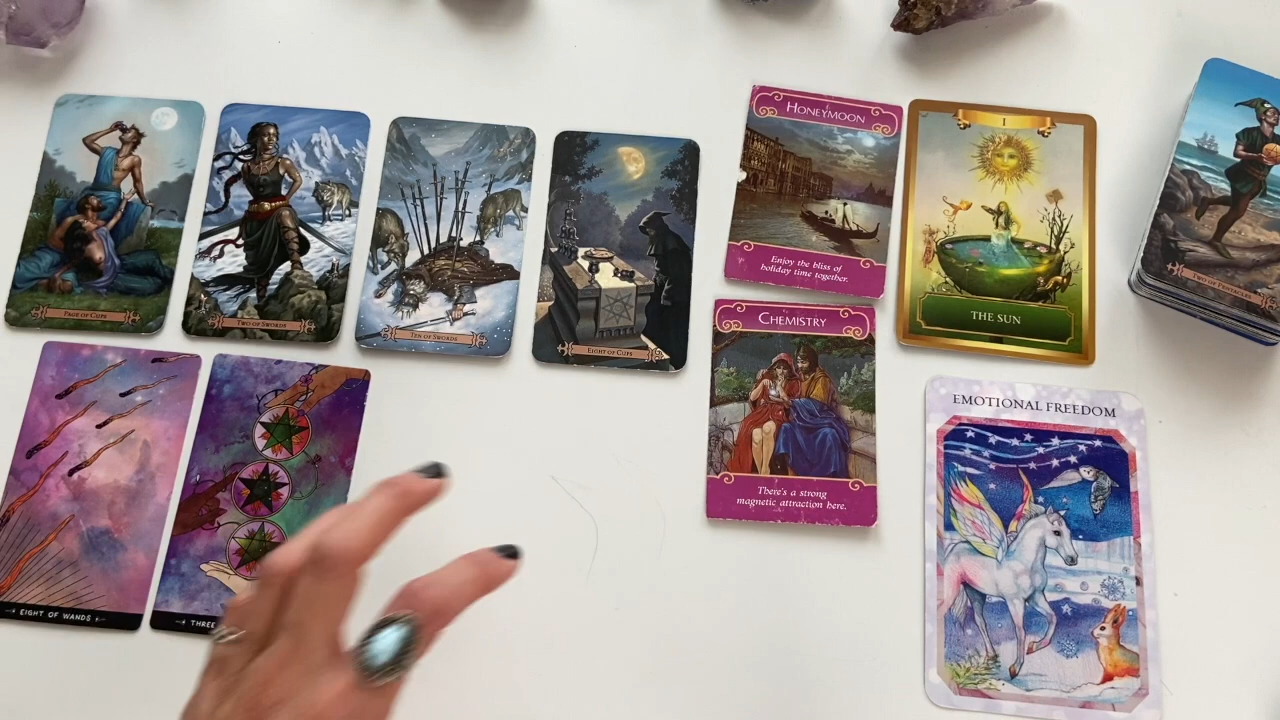 PAGE OF CUPS
TWO OF SWORDS
TEN OF SWORDS
EIGHT OF CUPS
HONEYMOON
Enjoy the bliss of
holiday time together.
I
THE SUN
TWO OF PENTACLES
EIGHT OF WANDS
THREE
CHEMISTRY
There's a strong
magnetic attraction here.
EMOTIONAL FREEDOM